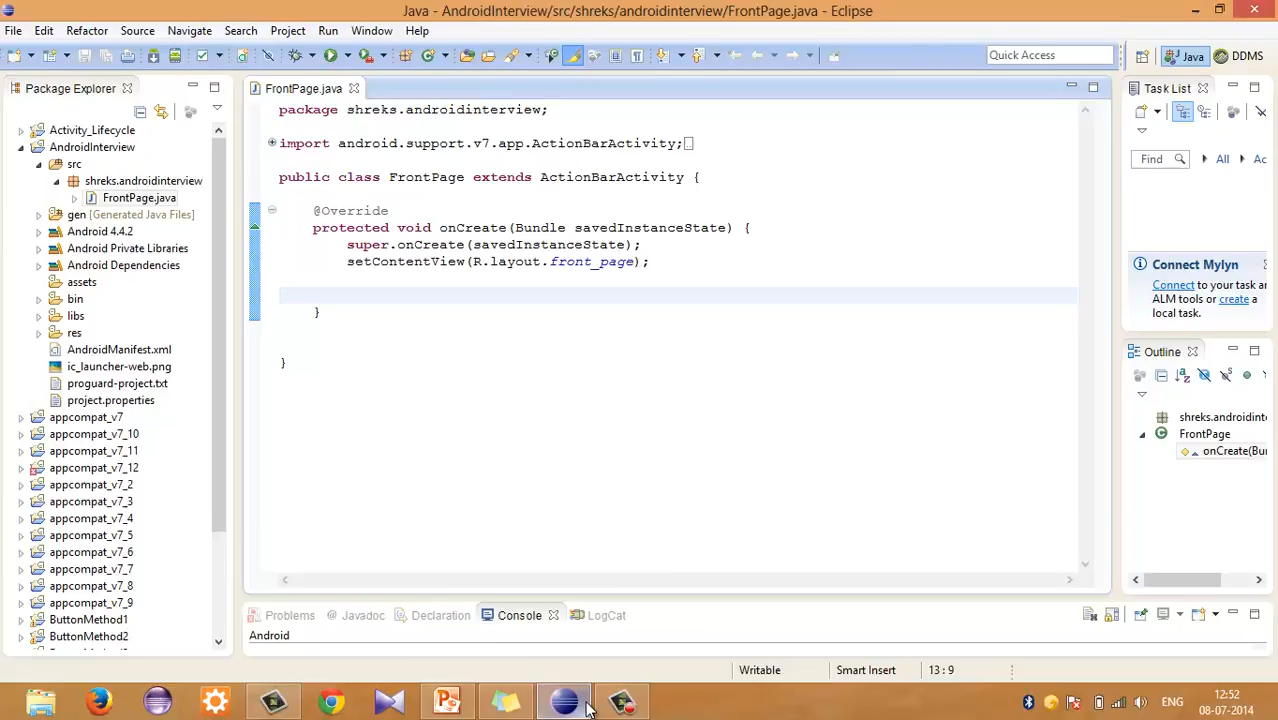 Java - AndroidInterview/src/shreks/androidinterview/FrontPage.java - Eclipse
File Edit Refactor Source Navigate Search Project Run Window Help
Quick Access
Java
DDMS
Package Explorer
Activity_Lifecycle
AndroidInterview
src
shreks.androidinterview
FrontPage.java
gen [Generated Java Files]
Android 4.4.2
Android Private Libraries
Android Dependencies
assets
bin
libs
res
AndroidManifest.xml
ic_launcher-web.png
proguard-project.txt
project.properties
appcompat_v7
appcompat_v7_10
appcompat_v7_11
appcompat_v7_12
appcompat_v7_2
appcompat_v7_3
appcompat_v7_4
appcompat_v7_5
appcompat_v7_6
appcompat_v7_7
appcompat_v7_8
appcompat_v7_9
ButtonMethod1
ButtonMethod2
FrontPage.java
package shreks.androidinterview;
import android.support.v7.app.ActionBarActivity;
public class FrontPage extends ActionBarActivity {
@Override
protected void onCreate(Bundle savedInstanceState) {
super.onCreate(savedInstanceState);
setContentView(R.layout.front_page);
}
}
Task List
Find
All
Ac
Connect Mylyn
Connect to your task ar
ALM tools or create a
local task.
Outline
shreks.androidinte
FrontPage
onCreate(Bu
Problems @ Javadoc Declaration Console LogCat
Android
Writable
Smart Insert
13 : 9
ENG
12:52
08-07-2014